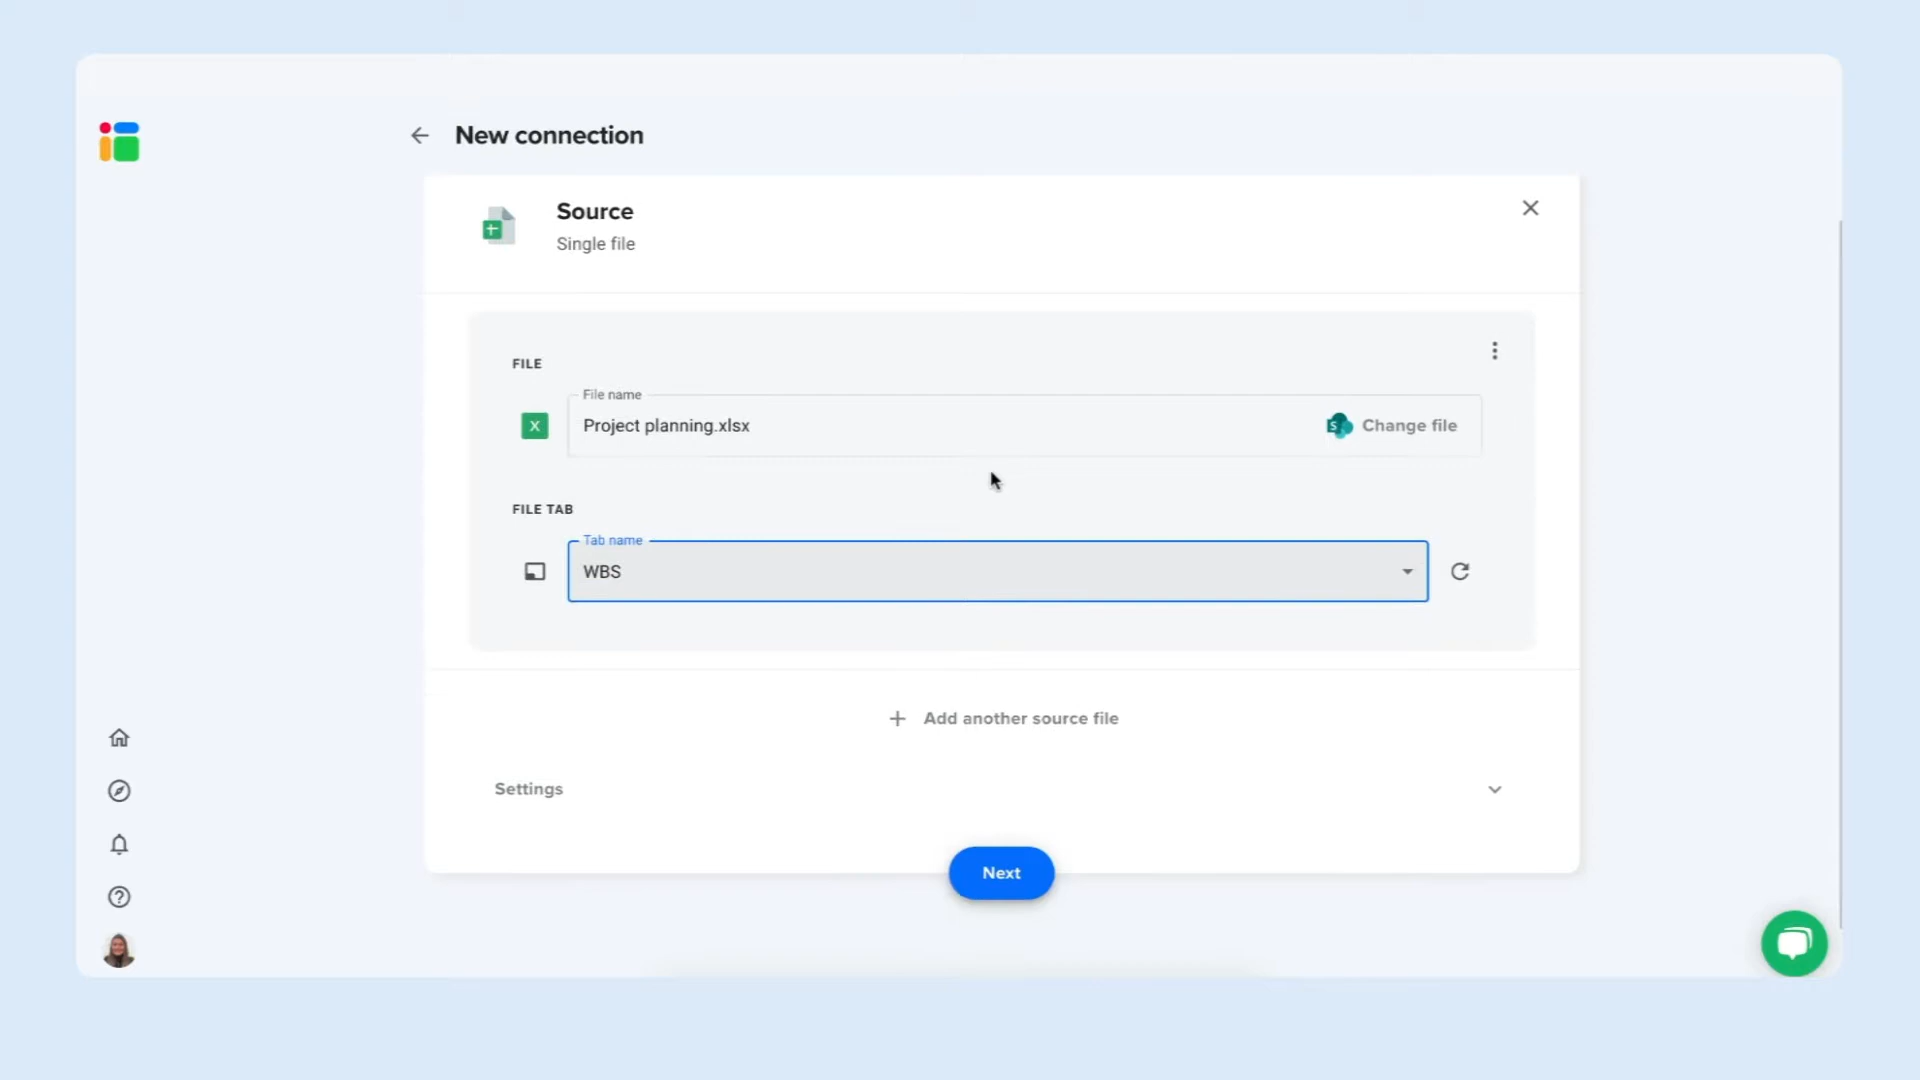 New connection
Source
Single file
FILE
File name
X
Project planning.xlsx
S
Change file
FILE TAB
Tab name
WBS
Add another source file
Settings
Next